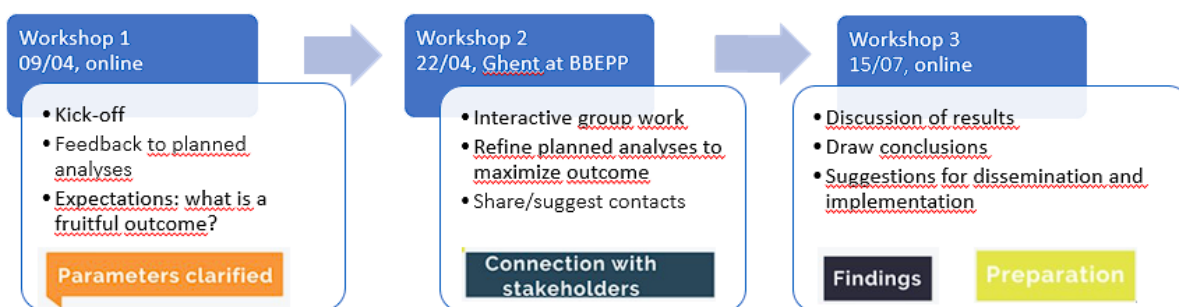 Workshop 1
09/04, online
• Kick-off
• Feedback to planned
analyses
• Expectations: what is a
fruitful outcome?
Parameters clarified
Workshop 2
22/04, Ghent at BBEPP
• Interactive group work
• Refine planned analyses to
maximize outcome
• Share/suggest contacts
Connection with
stakeholders
Workshop 3
15/07, online
• Discussion of results
• Draw conclusions
• Suggestions for dissemination and
implementation
Findings
Preparation